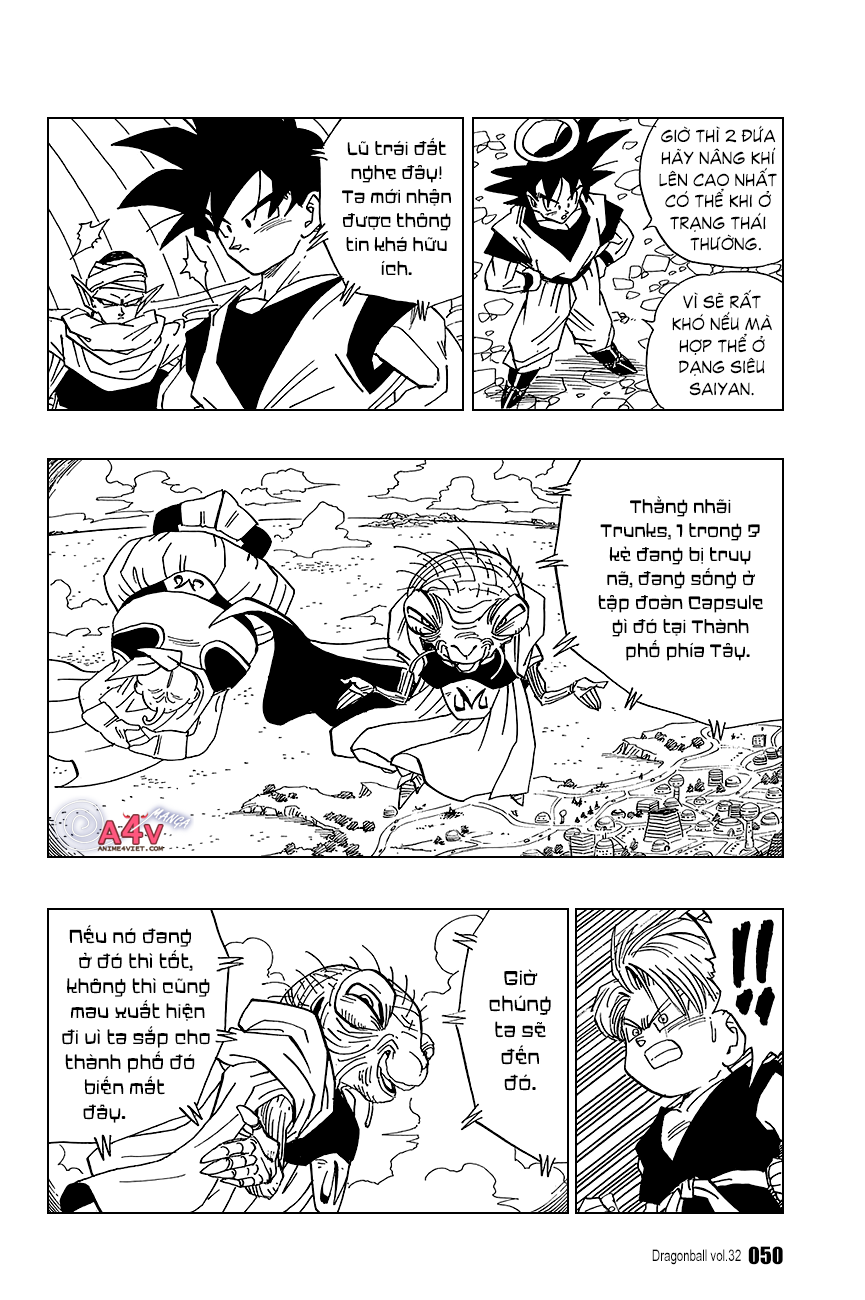 GIỜ THÌ 2 ĐỨA
HÃY NÂNG KHÍ
LÊN CAO NHẤT
CÓ THỂ KHI Ở
TRẠNG THÁI
THƯỜNG.
VÌ SẼ RẤT
KHÓ NẾU MÀ
HỢP THỂ Ở
DẠNG SIÊU
SAIYAN.
Lũ trái đất
nghe đây!
Ta mới nhận
được thông
tin khá hữu
ích.
Thằng nhãi
Trunks, 1 trong 3
kẻ đang bị truy
nã, đang sống ở
tập đoàn Capsule
gì đó tại Thành
phố phía Tây.
A4V
MANGA
ANIME4VIET.COM
!!
Giờ
chúng
ta sẽ
đến
đó.
Nếu nó đang
ở đó thì tốt,
không thì cũng
mau xuất hiện
đi vì ta sắp cho
thành phố đó
biến mất
đây.
Dragonball vol.32 050